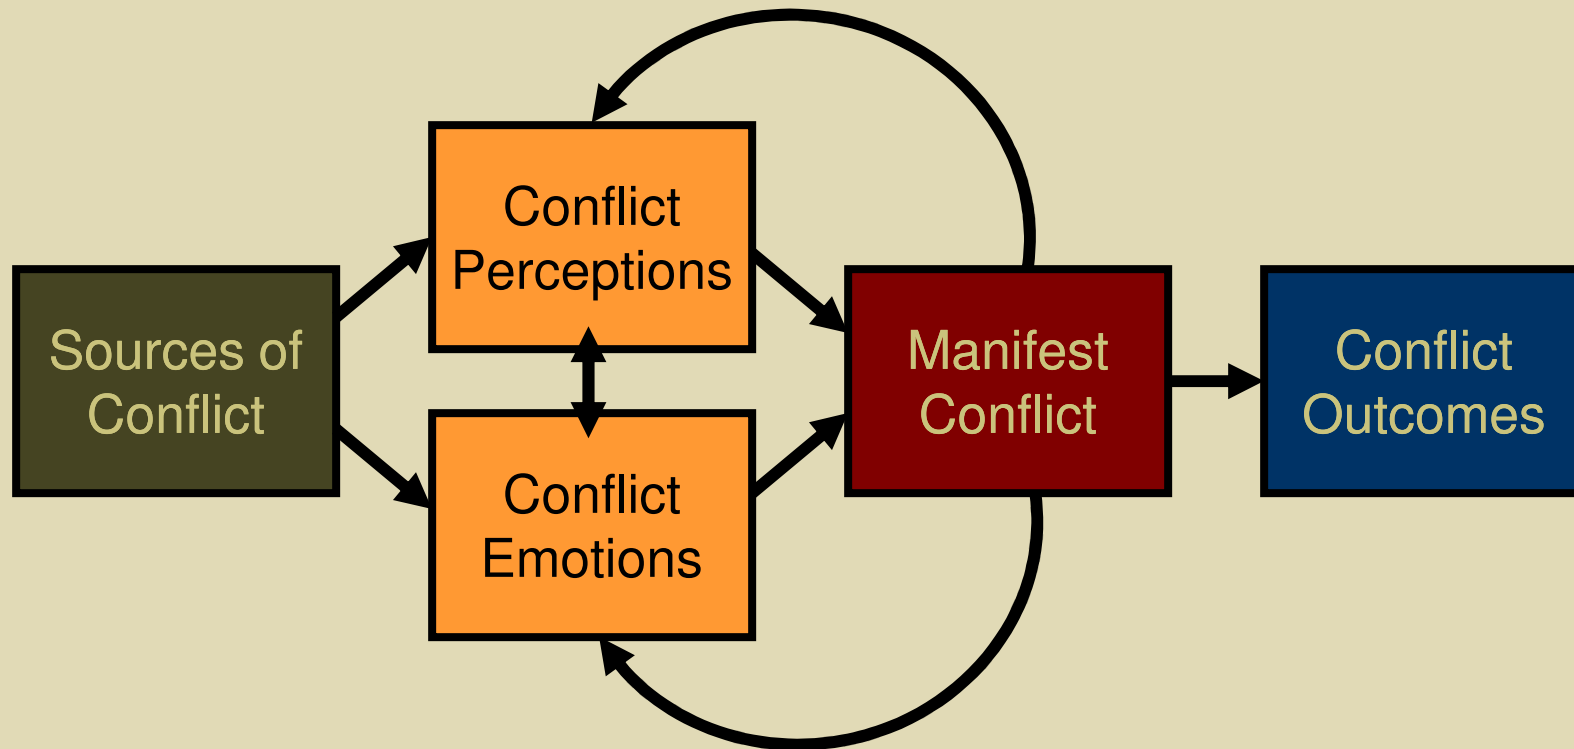 Conflict
Perceptions
Sources of
Conflict
Manifest
Conflict
Conflict
Outcomes
Conflict
Emotions